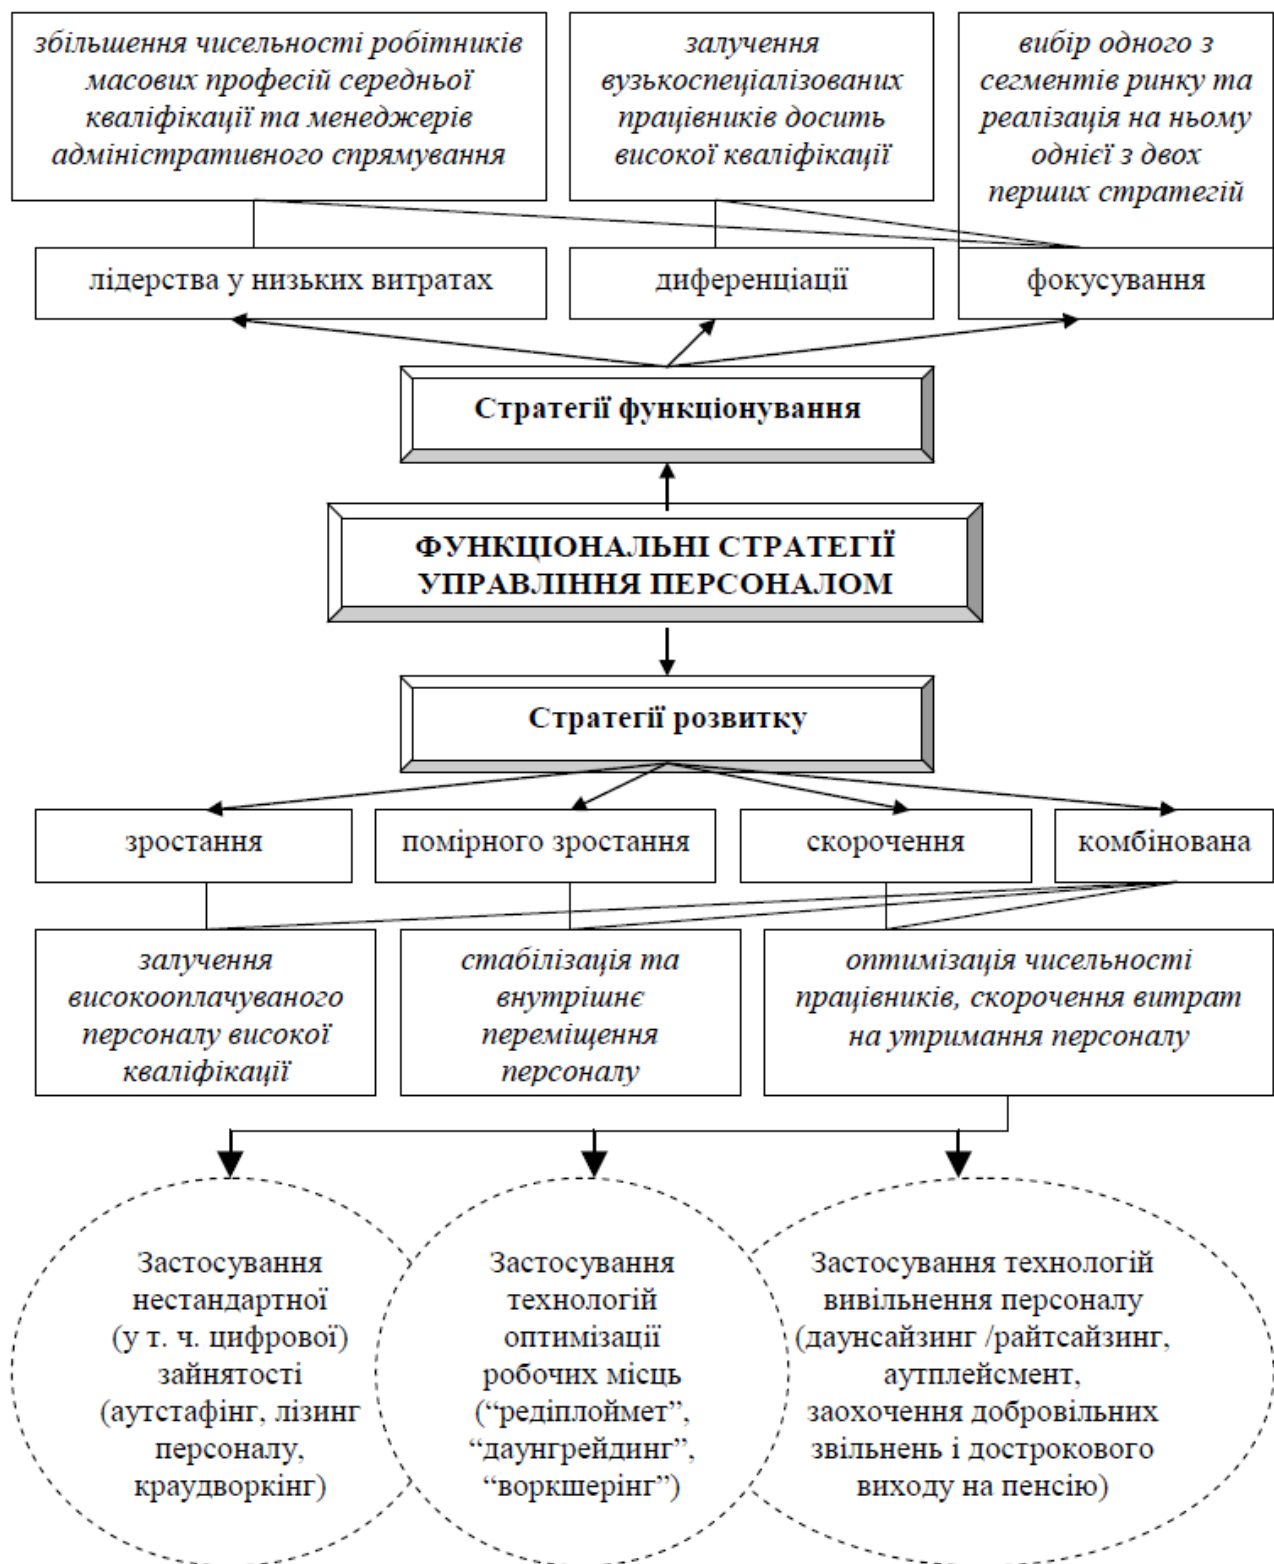 збільшення чисельності робітників
масових професій середньої
кваліфікації та менеджерів
адміністративного спрямування
залучення
вузькоспеціалізованих
працівників досить
високої кваліфікації
вибір одного з
сегментів ринку та
реалізація на ньому
однієї з двох
перших стратегій
лідерства у низьких витратах
диференціації
фокусування
Стратегії функціонування
ФУНКЦІОНАЛЬНІ СТРАТЕГІЇ
УПРАВЛІННЯ ПЕРСОНАЛОМ
Стратегії розвитку
зростання
помірного зростання
скорочення
комбінована
залучення
високооплачуваного
персоналу високої
кваліфікації
стабілізація та
внутрішнє
переміщення
персоналу
оптимізація чисельності
працівників, скорочення витрат
на утримання персоналу
Застосування
нестандартної
(у т. ч. цифрової)
зайнятості
(аутстафінг, лізинг
персоналу,
краудворкінг)
Застосування
технологій
оптимізації
робочих місць
(“редіплоймет”,
“даунгрейдинг”,
“воркшерінг”)
Застосування технологій
вивільнення персоналу
(даунсайзинг /райтсайзинг,
аутплейсмент,
заохочення добровільних
звільнень і дострокового
виходу на пенсію)